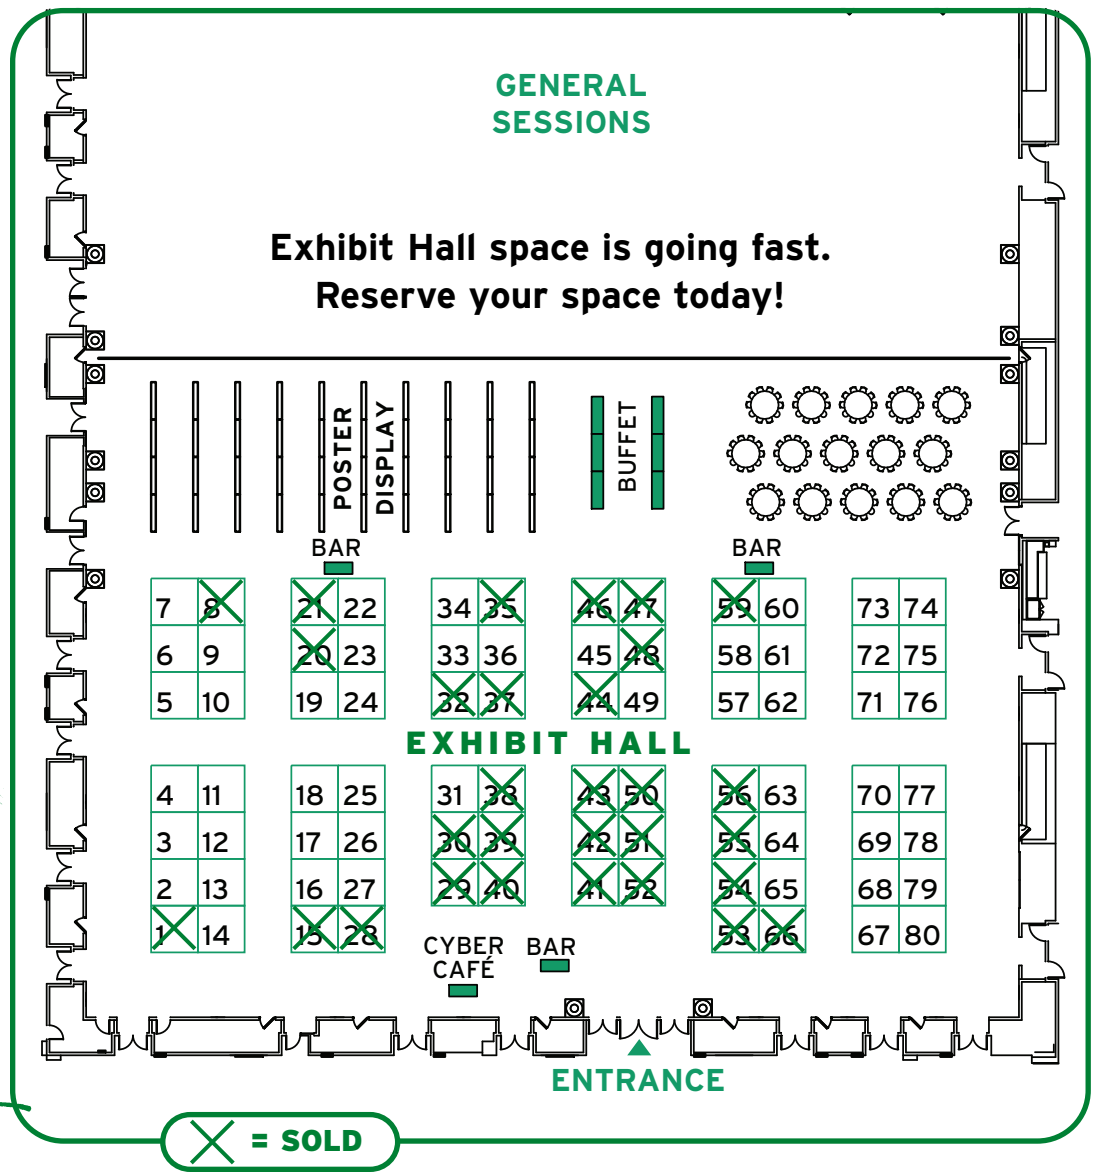 GENERAL
SESSIONS
Exhibit Hall space is going fast.
Reserve your space today!
POSTER
DISPLAY
BUFFET
BAR
BAR
7 8 21 22 34 35 46 47 59 60 73 74
6 9 20 23 33 36 45 48 58 61 72 75
5 10 19 24 32 37 44 49 57 62 71 76
EXHIBIT HALL
4 11 18 25 31 38 43 50 56 63 70 77
3 12 17 26 30 39 42 51 55 64 69 78
2 13 16 27 29 40 41 52 54 65 68 79
1 14 15 28 53 66 67 80
CYBER
CAFÉ
BAR
ENTRANCE
= SOLD